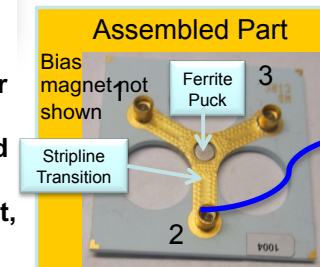 Assembled Part
Bias
magnet not
shown
1
Ferrite
Puck
3
Stripline
Transition
2
1004
r
d
t,